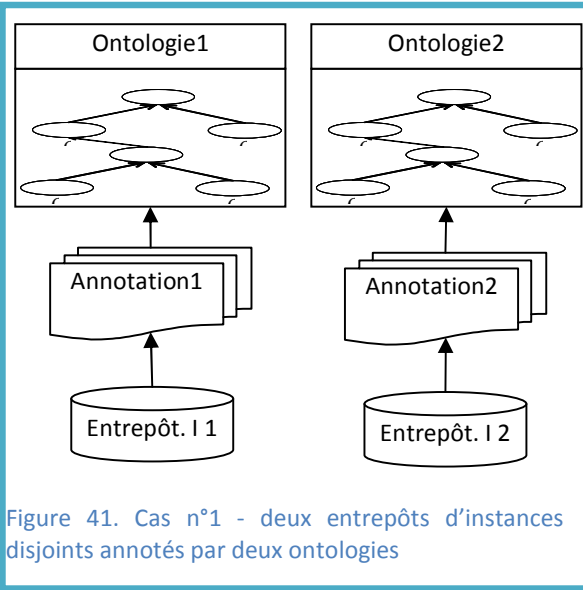 Ontologie1
Ontologie2
Annotation1
Annotation2
Entrepôt. I 1
Entrepôt. I 2
Figure 41. Cas n°1 - deux entrepôts d’instances
disjoints annotés par deux ontologies